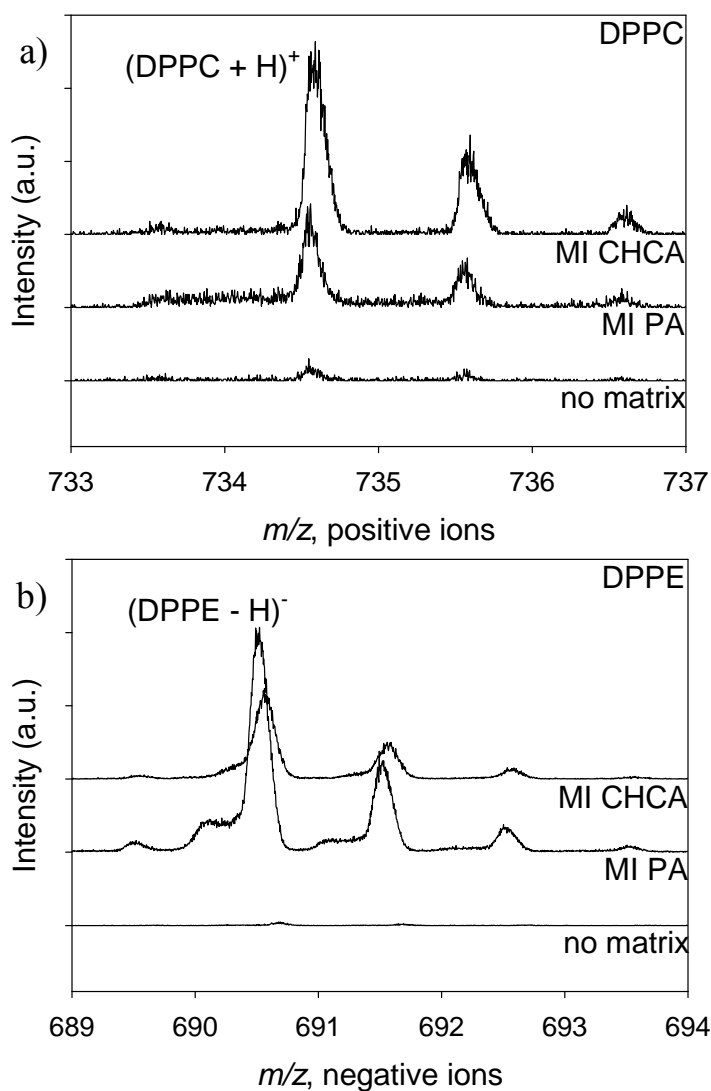 a)
DPPC
(DPPC + H)+
Intensity (a.u.)
MI CHCA
MI PA
no matrix
733 734 735 736 737
m/z, positive ions
b)
DPPE
(DPPE - H)-
Intensity (a.u.)
MI CHCA
MI PA
no matrix
689 690 691 692 693 694
m/z, negative ions